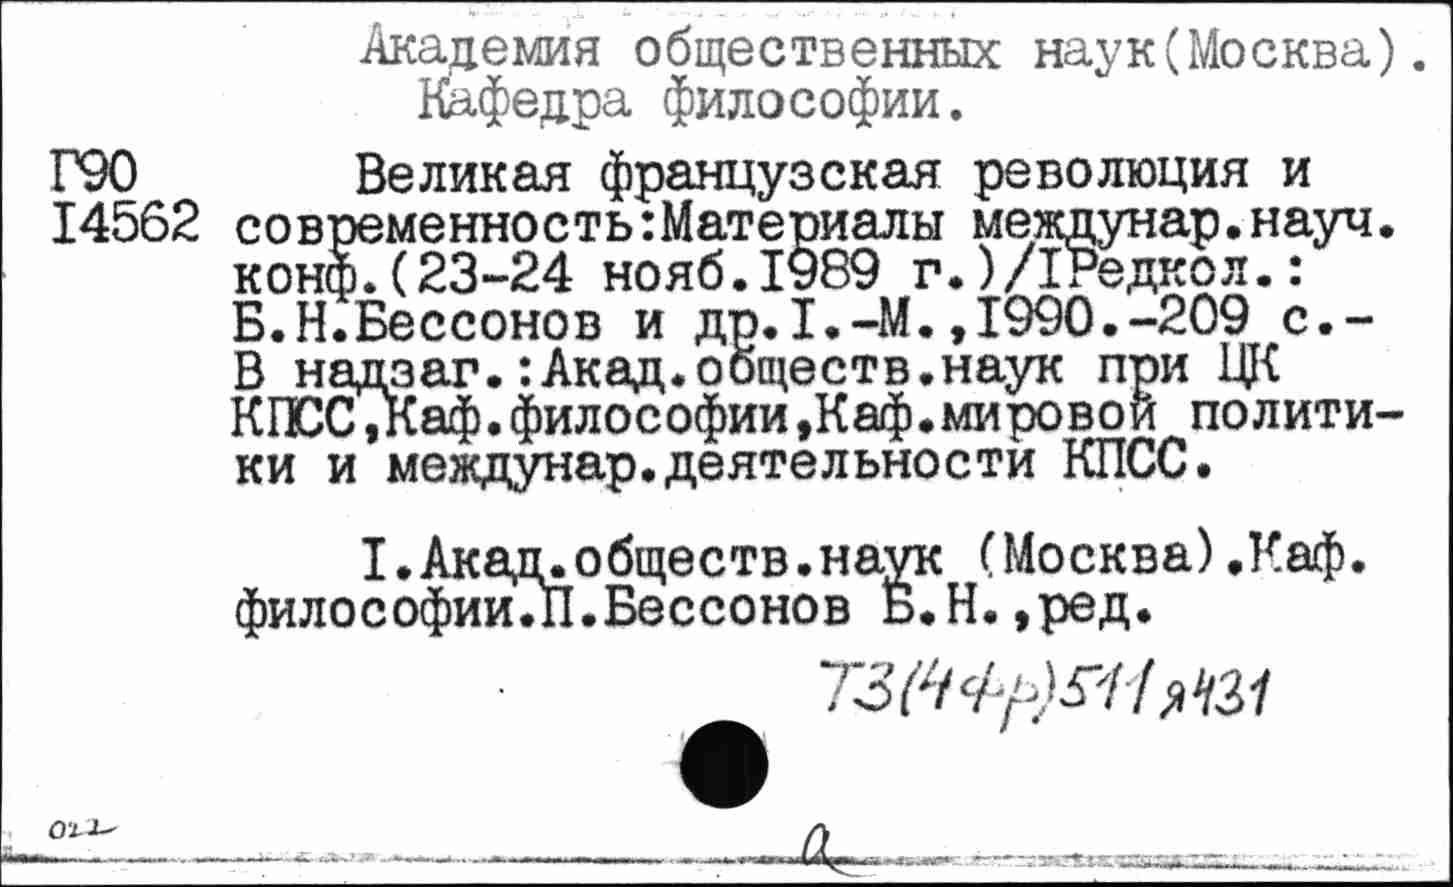 Академия общественных наук(Москва).
Кафедра философии.
Г90 Великая французская революция и
I4562 современность:Материалы междунар.науч.
конф.(23-24 нояб.I989 г.)/IРедкол.:
Б.Н.Бессонов и др.I.-М.,I990.-209 с.-
В надзаг.:Акад.обществ.наук при ЦК
КПСС,Каф.философии,Каф.мировой полити-
ки и междунар.деятельности КПСС.
I.Акад.обществ.наук (Москва).Каф.
философии.П.Бессонов Б.Н.,ред.
Т3(4Фр)511я431
022
а